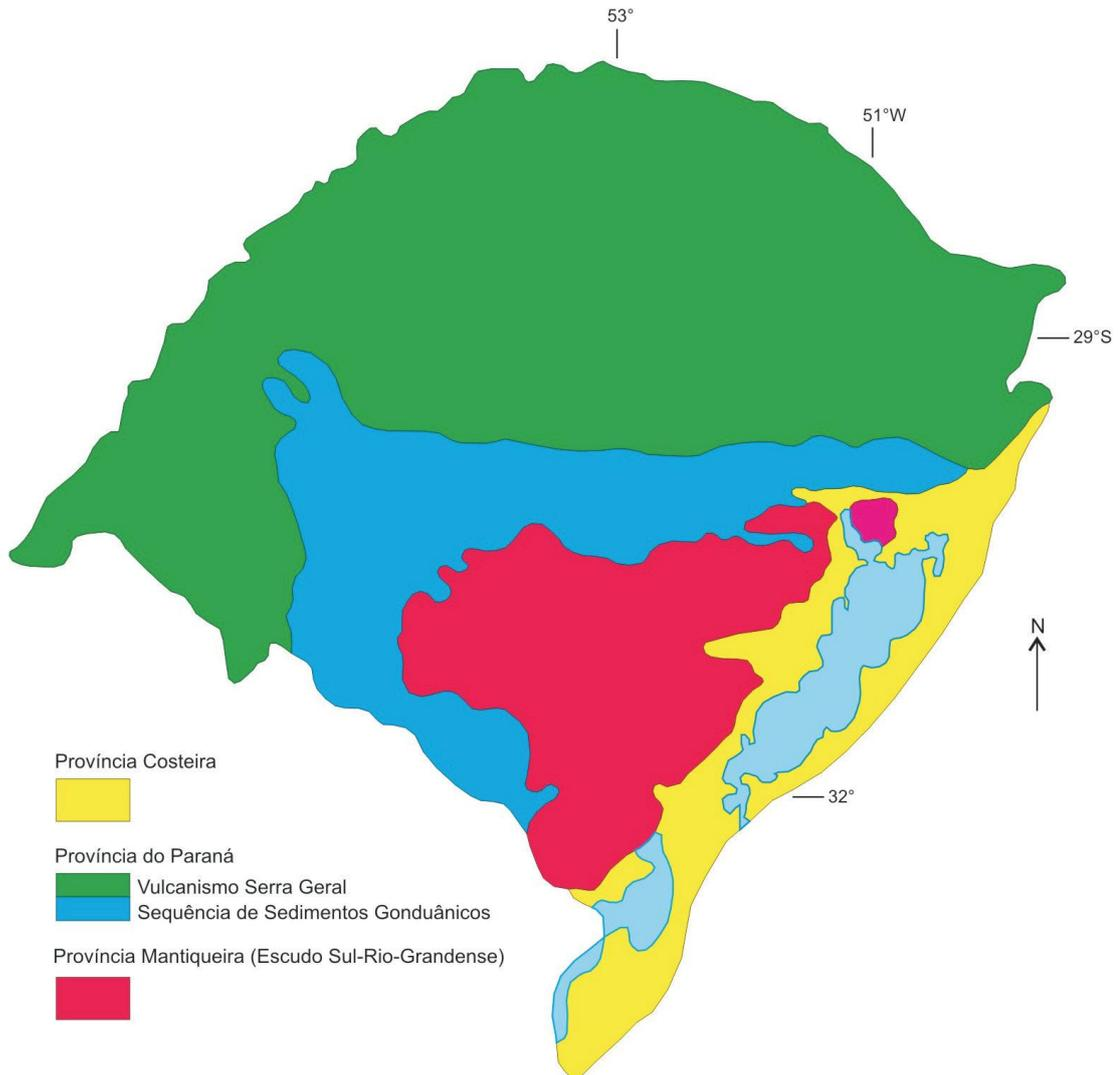 53°
51°W
29°S
N
32°
Província Costeira
Província do Paraná
Vulcanismo Serra Geral
Sequência de Sedimentos Gonduânicos
Província Mantiqueira (Escudo Sul-Rio-Grandense)